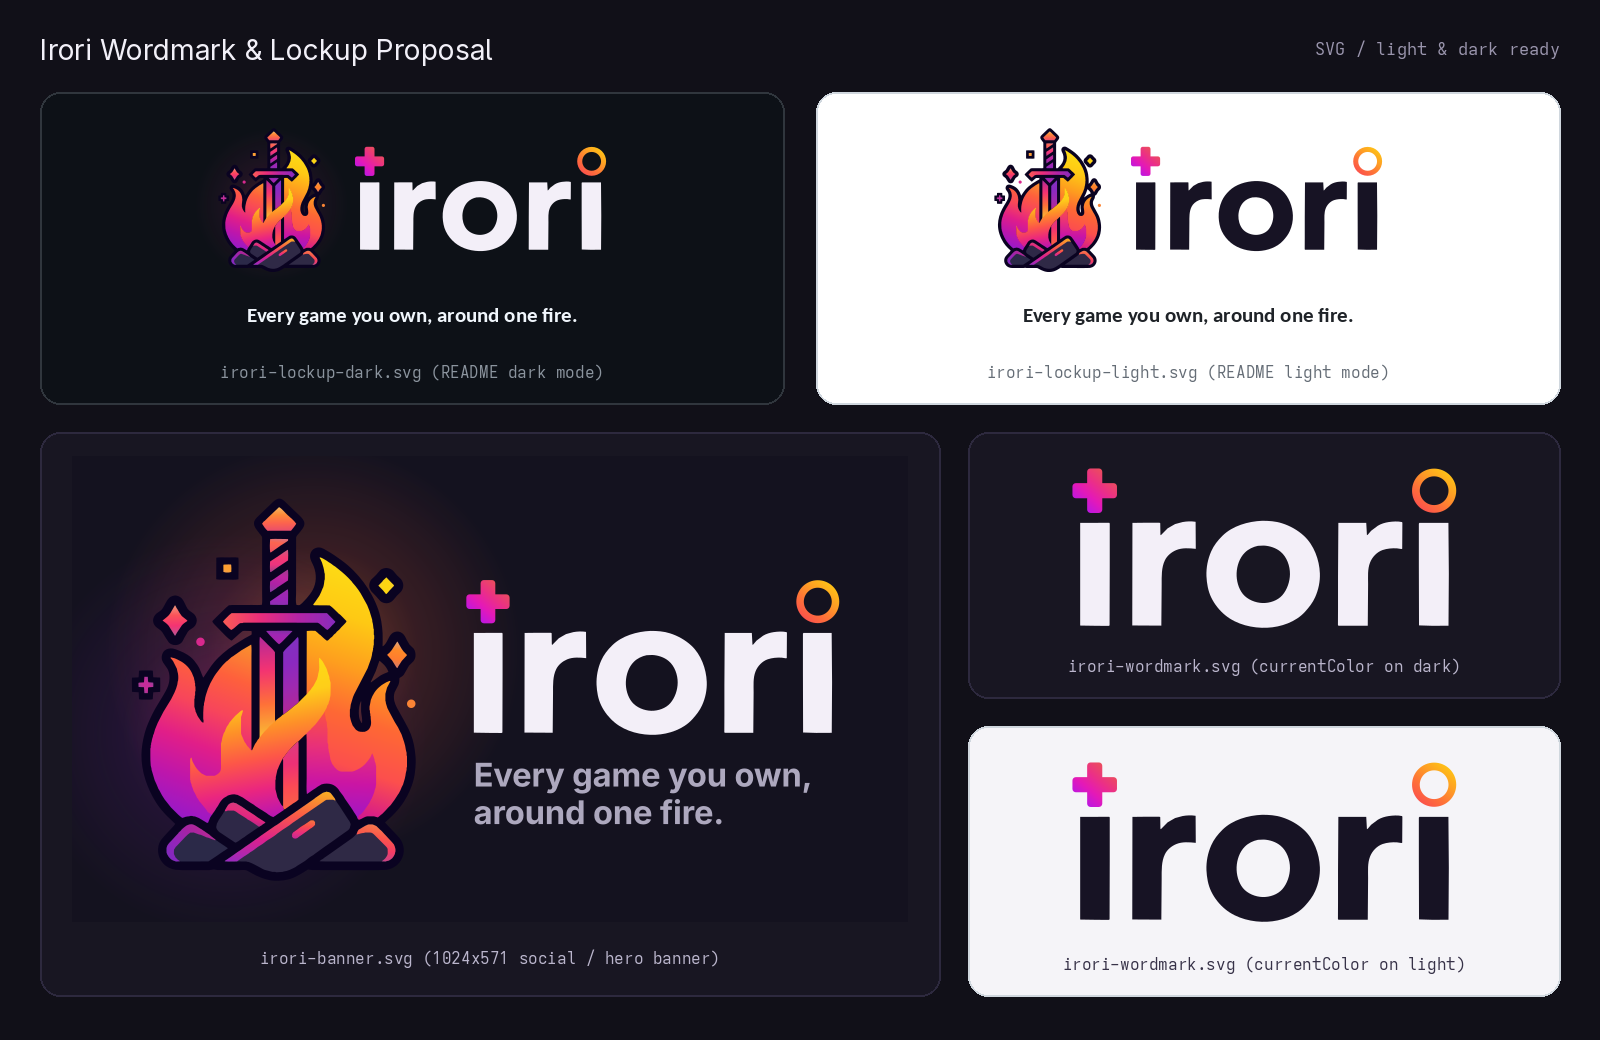 Irori Wordmark & Lockup Proposal
SVG / light & dark ready
irori
Every game you own, around one fire.
irori-lockup-dark.svg (README dark mode)
irori
Every game you own, around one fire.
irori-lockup-light.svg (README light mode)
irori
Every game you own,
around one fire.
irori-banner.svg (1024x571 social / hero banner)
irori
irori-wordmark.svg (currentColor on dark)
irori
irori-wordmark.svg (currentColor on light)